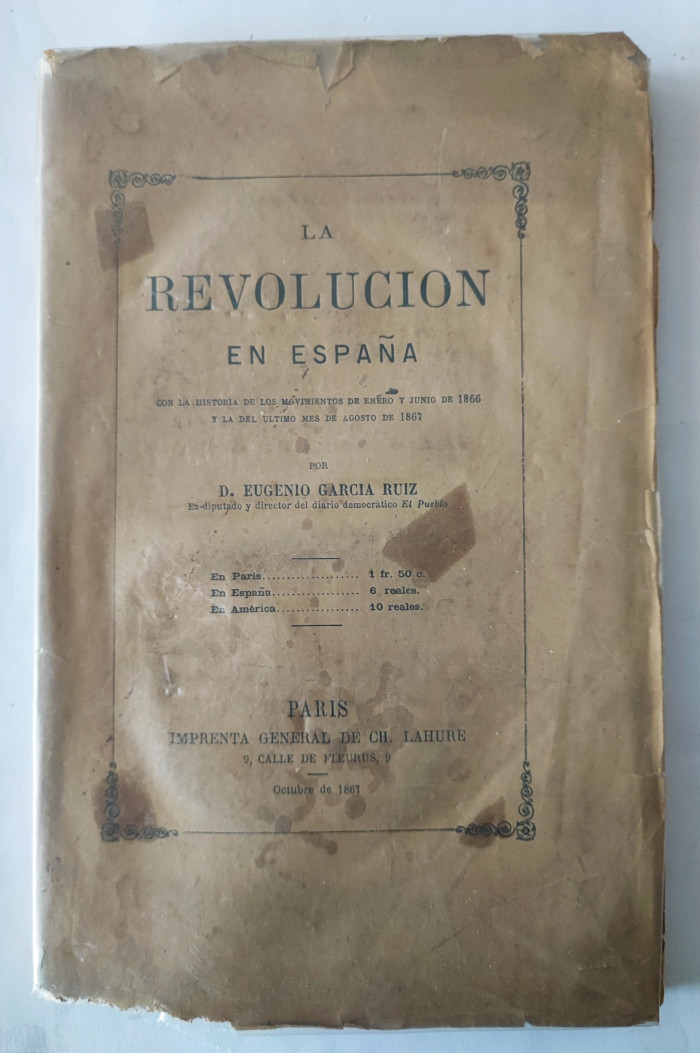 LA
REVOLUCION
EN ESPAÑA
CON LA HISTORIA DE LOS MOVIMIENTOS DE ENERO Y JUNIO DE 1866
Y LA DEL ULTIMO MES DE AGOSTO DE 1867
POR
D. EUGENIO GARCIA RUIZ
Ex-diputado y director del diario democrático El Pueblo
En Paris.................... 1 fr. 50 c.
En España.................. 6 reales.
En América................. 10 reales.
PARIS
IMPRENTA GENERAL DE CH. LAHURE
9, CALLE DE FLEURUS, 9
Octubre de 1867